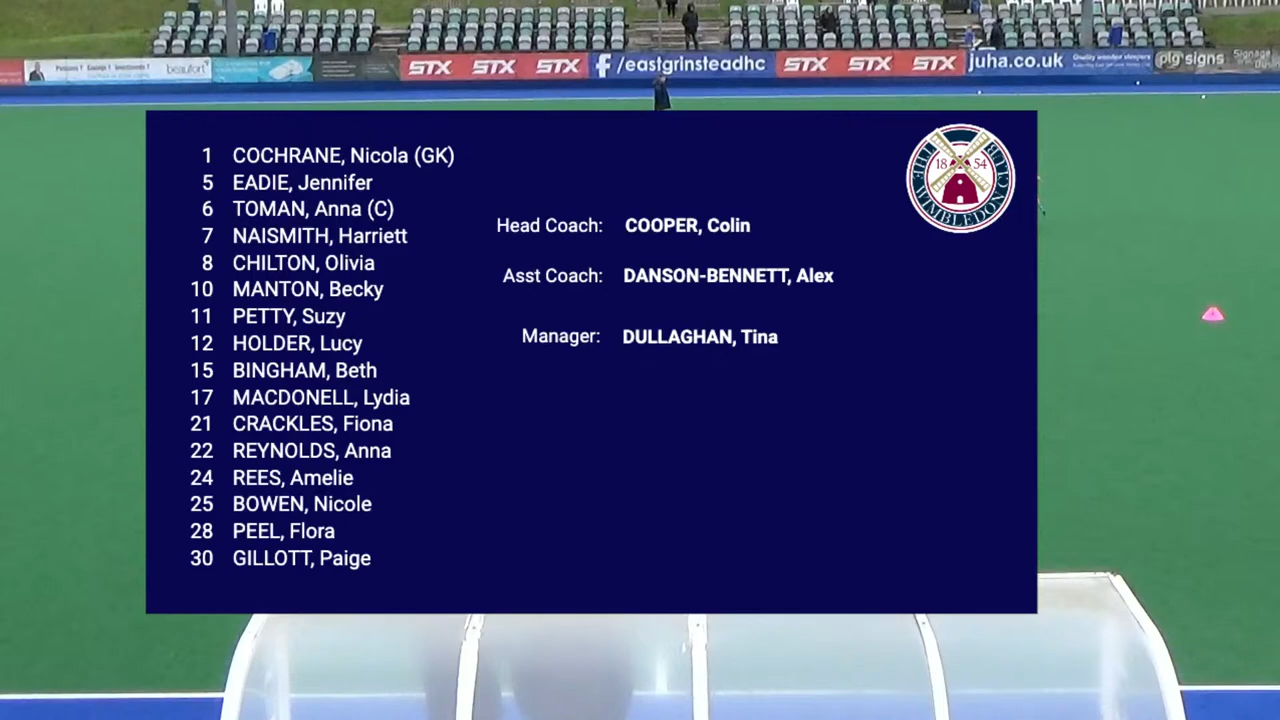 beaufort
STX STX STX
f/eastgrinsteadhc
STX STX STX
juha.co.uk
plg signs
Signage
1 COCHRANE, Nicola (GK)
5 EADIE, Jennifer
6 TOMAN, Anna (C)
7 NAISMITH, Harriett
8 CHILTON, Olivia
10 MANTON, Becky
11 PETTY, Suzy
12 HOLDER, Lucy
15 BINGHAM, Beth
17 MACDONELL, Lydia
21 CRACKLES, Fiona
22 REYNOLDS, Anna
24 REES, Amelie
25 BOWEN, Nicole
28 PEEL, Flora
30 GILLOTT, Paige
Head Coach: COOPER, Colin
Asst Coach: DANSON-BENNETT, Alex
Manager: DULLAGHAN, Tina
THE WIMBLEDON CLUB
18 54